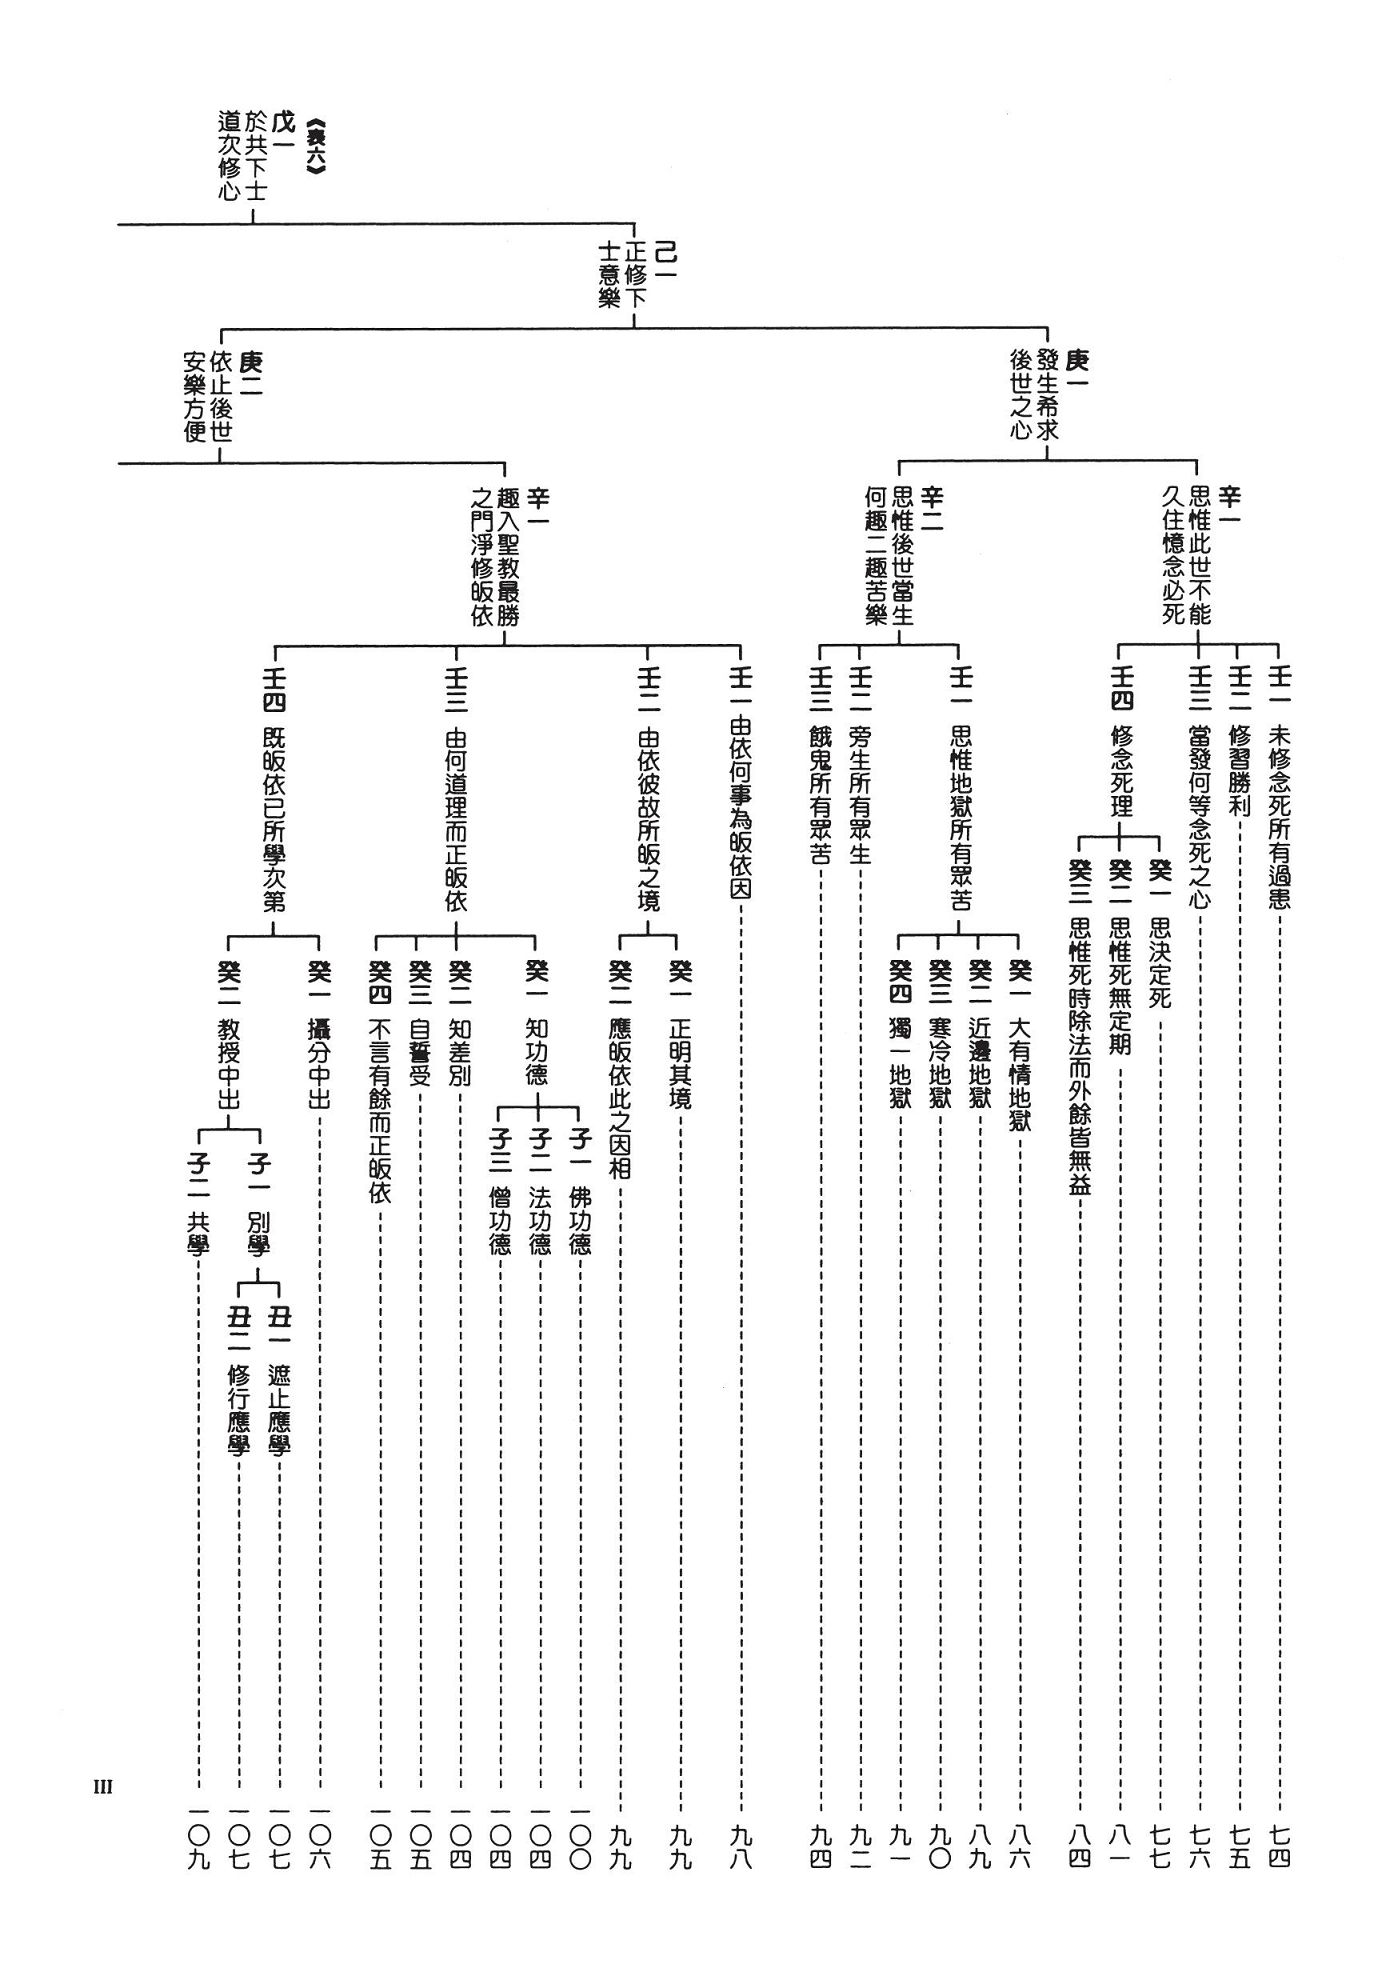 《表六》
戊一
於共下士
道次修心
己一
正修下
士意樂
庚一
發生希求
後世之心
辛一
思惟此世不能
久住憶念必死
壬一 未修念死所有過患 七四
壬二 修習勝利 七五
壬三 當發何等念死之心 七六
壬四 修念死理
癸一 思決定死 七七
癸二 思惟死無定期 八一
癸三 思惟死時除法而外餘皆無益 八四
辛二
思惟後世當生
何趣二趣苦樂
壬一 思惟地獄所有眾苦
癸一 大有情地獄 八六
癸二 近邊地獄 八九
癸三 寒冷地獄 九〇
癸四 獨一地獄 九一
壬二 旁生所有眾生 九二
壬三 餓鬼所有眾苦 九四
庚二
依止後世
安樂方便
辛一
趣入聖教最勝
之門淨修皈依
壬一 由依何事為皈依因 九八
壬二 由依彼故所皈之境
癸一 正明其境 九九
癸二 應皈依此之因相 九九
壬三 由何道理而正皈依
癸一 知功德
子一 佛功德 一〇〇
子二 法功德 一〇四
子三 僧功德 一〇四
癸二 知差別 一〇四
癸三 自誓受 一〇五
癸四 不言有餘而正皈依 一〇五
壬四 既皈依已所學次第
癸一 攝分中出 一〇六
癸二 教授中出
子一 別學
丑一 遮止應學 一〇七
丑二 修行應學 一〇七
子二 共學 一〇九
III